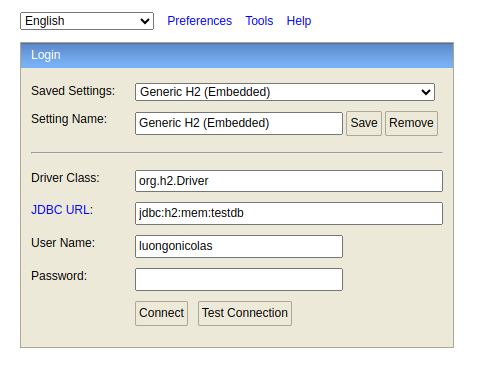 English Preferences Tools Help
Login
Saved Settings: Generic H2 (Embedded)
Setting Name: Generic H2 (Embedded) Save Remove
Driver Class: org.h2.Driver
JDBC URL: jdbc:h2:mem:testdb
User Name: luongonicolas
Password:
Connect Test Connection